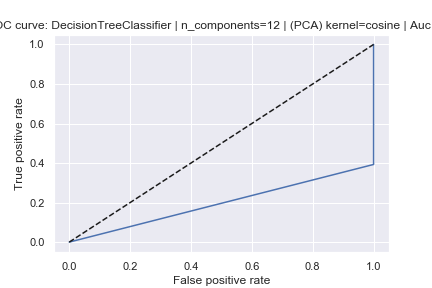 OC curve: DecisionTreeClassifier | n_components=12 | (PCA) kernel=cosine | Auc
1.0
0.8
0.6
0.4
0.2
0.0
True positive rate
0.0 0.2 0.4 0.6 0.8 1.0
False positive rate